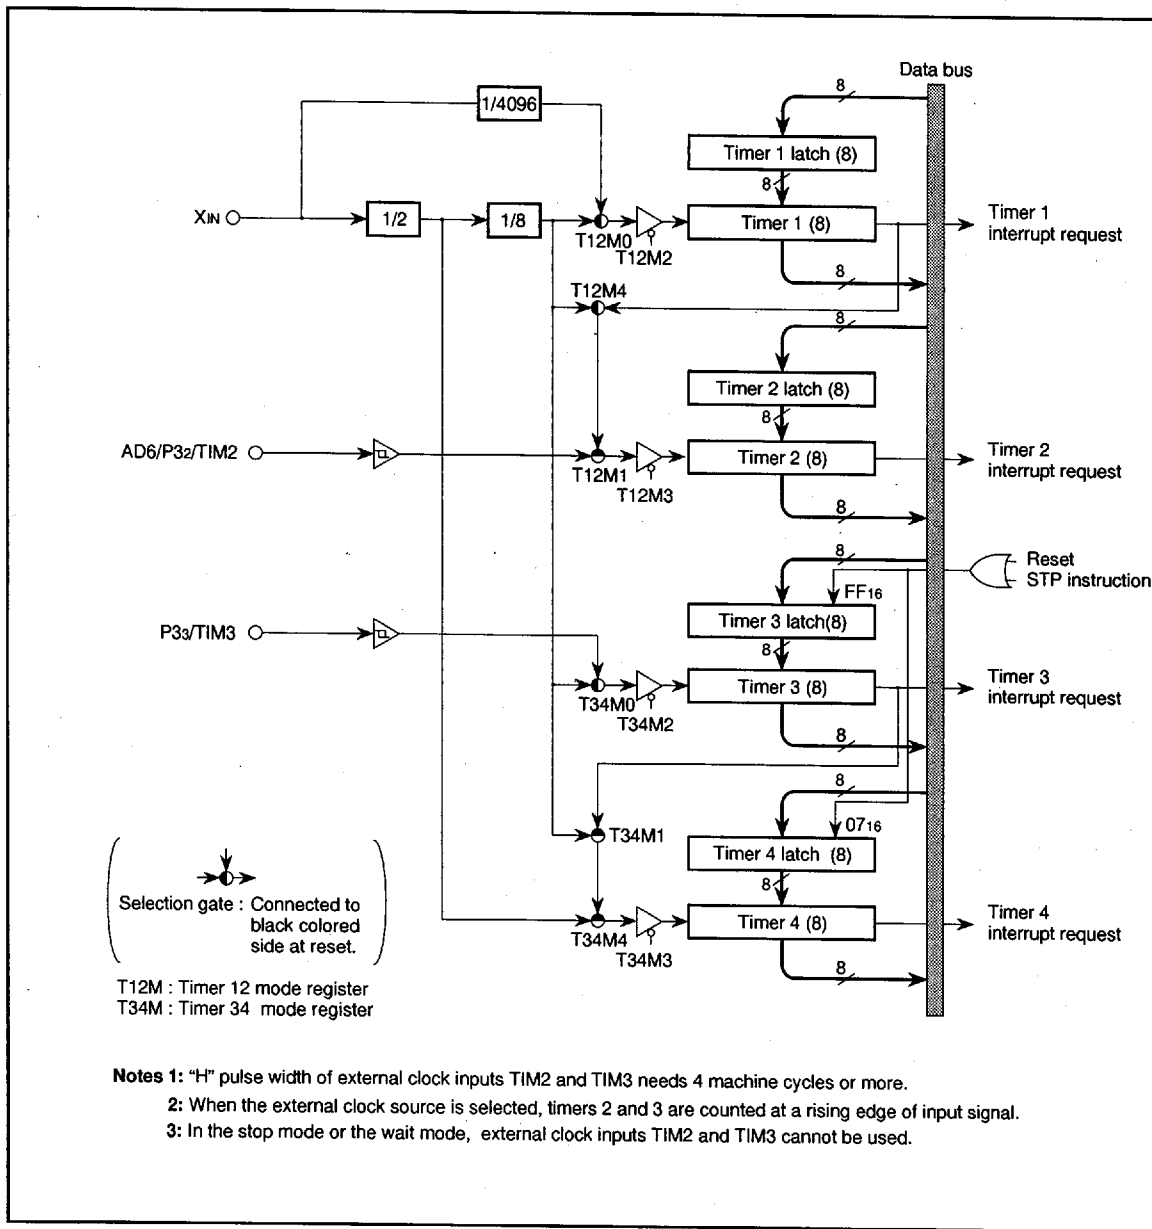 Data bus
8
1/4096
Timer 1 latch (8)
8
XIN
1/2
1/8
T12M0
T12M2
Timer 1 (8)
Timer 1
interrupt request
8
T12M4
8
Timer 2 latch (8)
8
AD6/P32/TIM2
T12M1
T12M3
Timer 2 (8)
Timer 2
interrupt request
8
8
Reset
STP instruction
FF16
Timer 3 latch(8)
8
P33/TIM3
T34M0
T34M2
Timer 3 (8)
Timer 3
interrupt request
8
8
0716
T34M1
Timer 4 latch (8)
8
T34M4
T34M3
Timer 4 (8)
Timer 4
interrupt request
8
Selection gate : Connected to
black colored
side at reset.
T12M : Timer 12 mode register
T34M : Timer 34 mode register
Notes 1: “H” pulse width of external clock inputs TIM2 and TIM3 needs 4 machine cycles or more.
2: When the external clock source is selected, timers 2 and 3 are counted at a rising edge of input signal.
3: In the stop mode or the wait mode, external clock inputs TIM2 and TIM3 cannot be used.